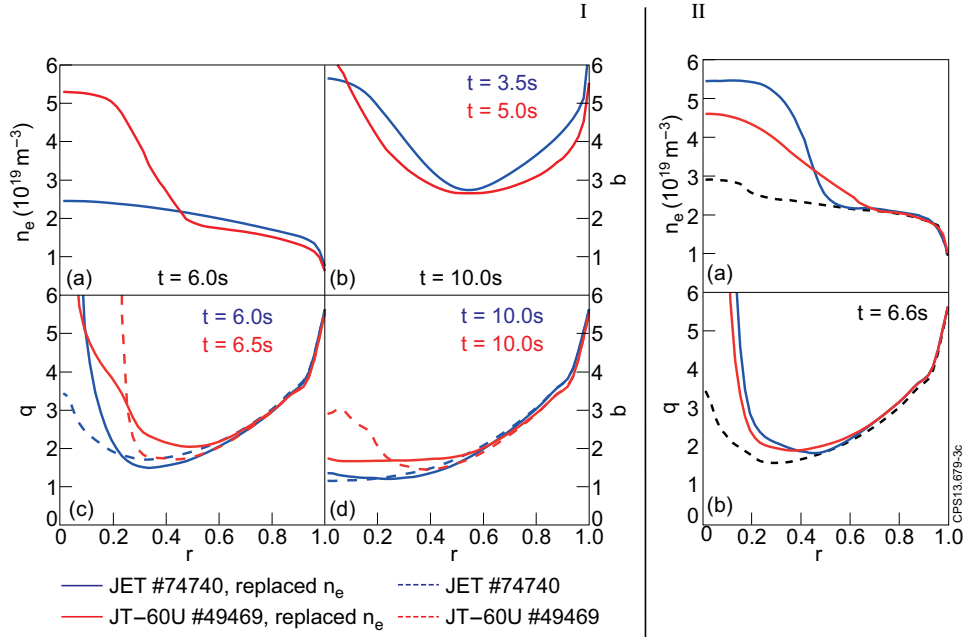 I
II
6
5
4
3
2
1
n_e (10^19 m^−3)
(a)
t = 6.0s
t = 3.5s
t = 5.0s
(b)
t = 10.0s
6
5
4
3
2
1
b
6
5
4
3
2
1
0
q
t = 6.0s
t = 6.5s
(c)
t = 10.0s
t = 10.0s
(d)
6
5
4
3
2
1
0
b
0 0.2 0.4 0.6 0.8 1.0
r
0.2 0.4 0.6 0.8 1.0
r
JET #74740, replaced n_e
JET #74740
JT−60U #49469, replaced n_e
JT−60U #49469
6
5
4
3
2
1
n_e (10^19 m^−3)
(a)
6
5
4
3
2
1
0
q
t = 6.6s
(b)
0 0.2 0.4 0.6 0.8 1.0
r
CPS13.679-3c